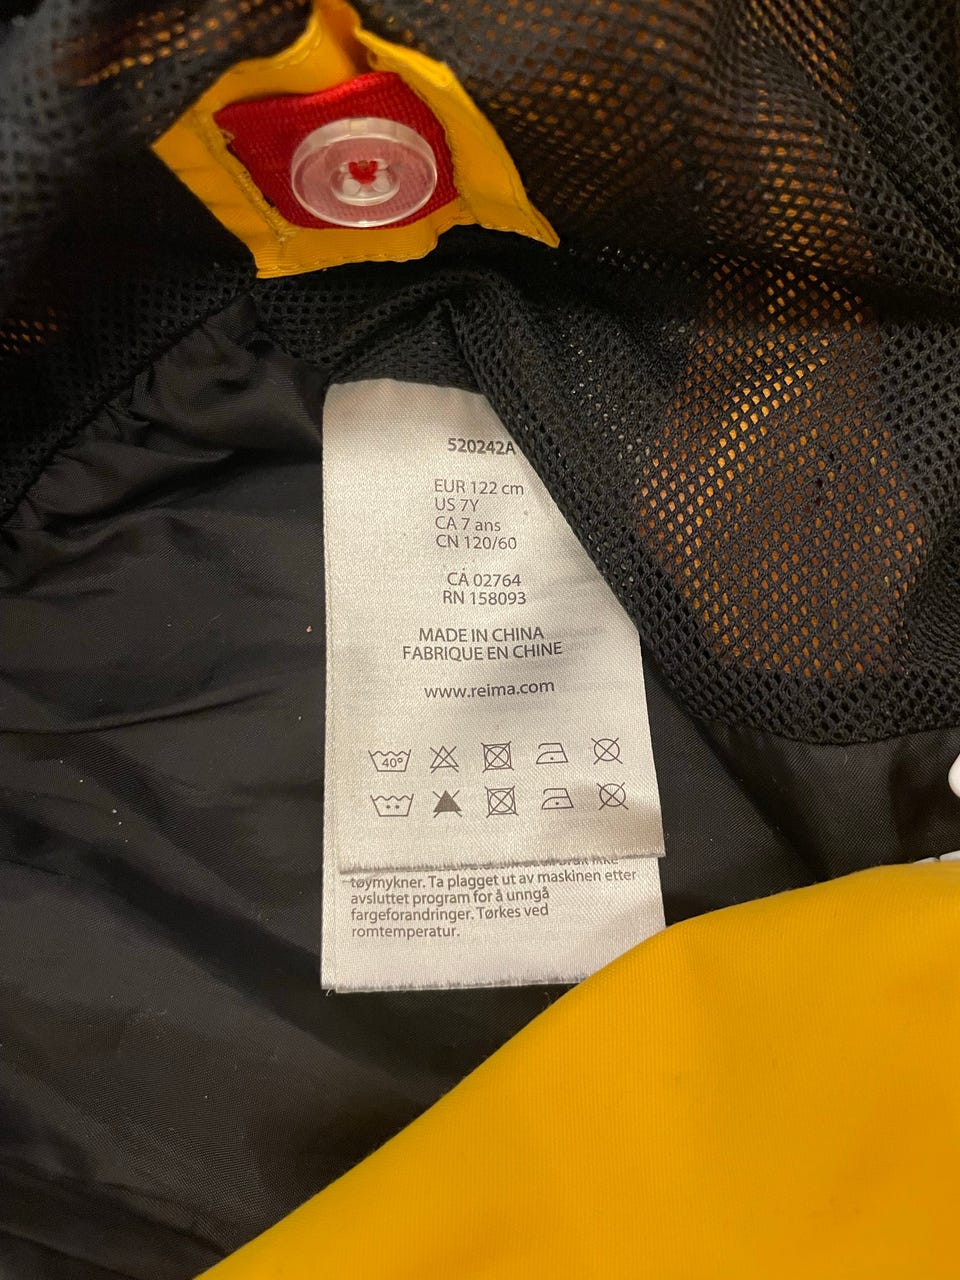 520242A
EUR 122 cm
US 7Y
CA 7 ans
CN 120/60
CA 02764
RN 158093
MADE IN CHINA
FABRIQUE EN CHINE
www.reima.com
40°
tøymykner. Ta plagget ut av maskinen etter
avsluttet program for å unngå
fargeforandringer. Tørkes ved
romtemperatur.